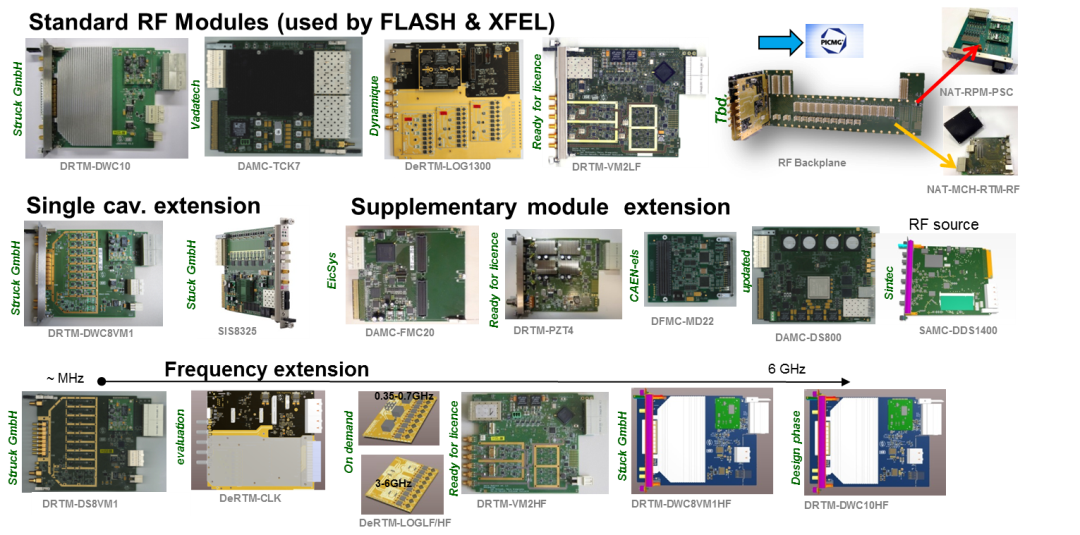 Standard RF Modules (used by FLASH & XFEL)
PICMG
Struck GmbH
DRTM-DWC10
Vadatech
DAMC-TCK7
Dynamique
DeRTM-LOG1300
Ready for licence
DRTM-VM2LF
Tbd.
RF Backplane
NAT-RPM-PSC
NAT-MCH-RTM-RF
Single cav. extension
Supplementary module extension
Struck GmbH
DRTM-DWC8VM1
Stuck GmbH
SIS8325
EicSys
DAMC-FMC20
Ready for licence
DRTM-PZT4
CAEN-els
DFMC-MD22
updated
DAMC-DS800
RF source
Sintec
SAMC-DDS1400
Frequency extension
~ MHz
6 GHz
Struck GmbH
DRTM-DS8VM1
evaluation
DeRTM-CLK
On demand
0.35-0.7GHz
3-6GHz
DeRTM-LOGLF/HF
Ready for licence
DRTM-VM2HF
Stuck GmbH
DRTM-DWC8VM1HF
Design phase
DRTM-DWC10HF